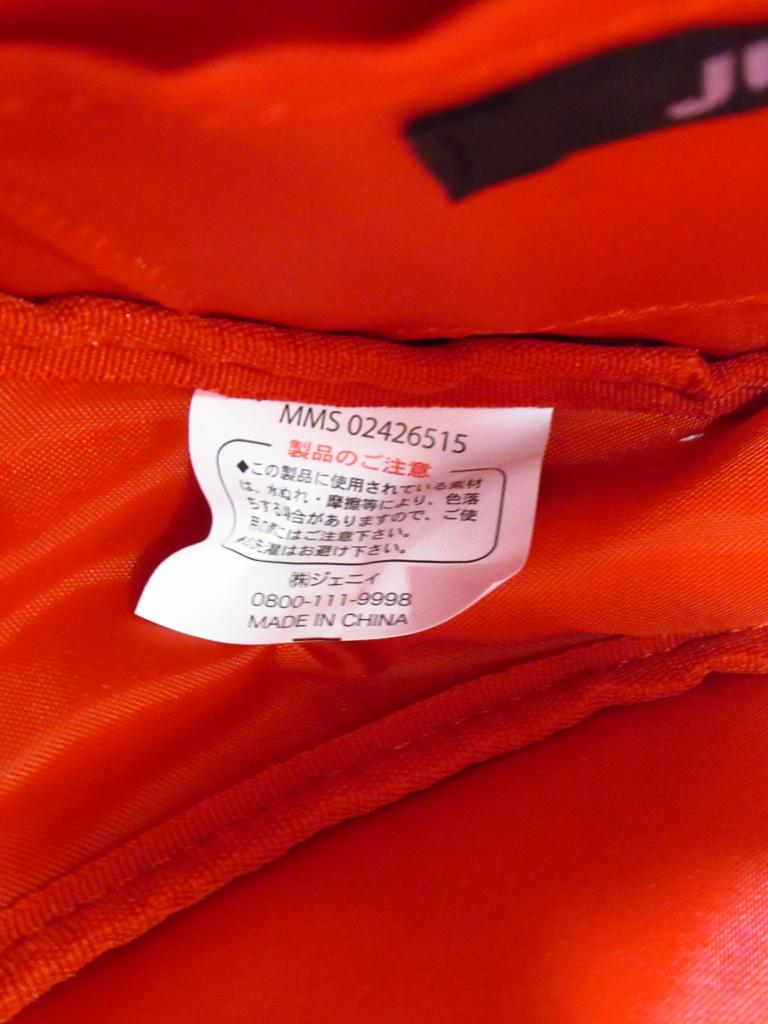 JE
MMS 02426515
製品のご注意
◆この製品に使用されている素材
は、水ぬれ・摩擦等により、色落
ちする場合がありますので、ご使
用の際にはご注意下さい。
お洗濯はお避け下さい。
㈱ジェニィ
0800-111-9998
MADE IN CHINA